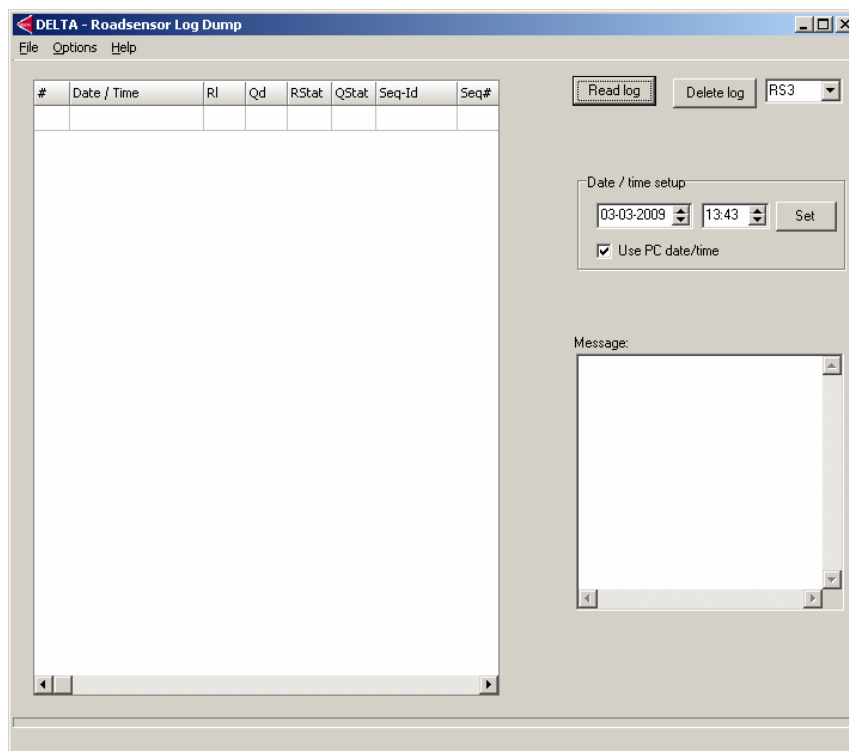 DELTA - Roadsensor Log Dump
File Options Help
# Date / Time Rl Qd RStat QStat Seq-Id Seq#
Read log Delete log RS3
Date / time setup
03-03-2009 13:43 Set
Use PC date/time
Message: